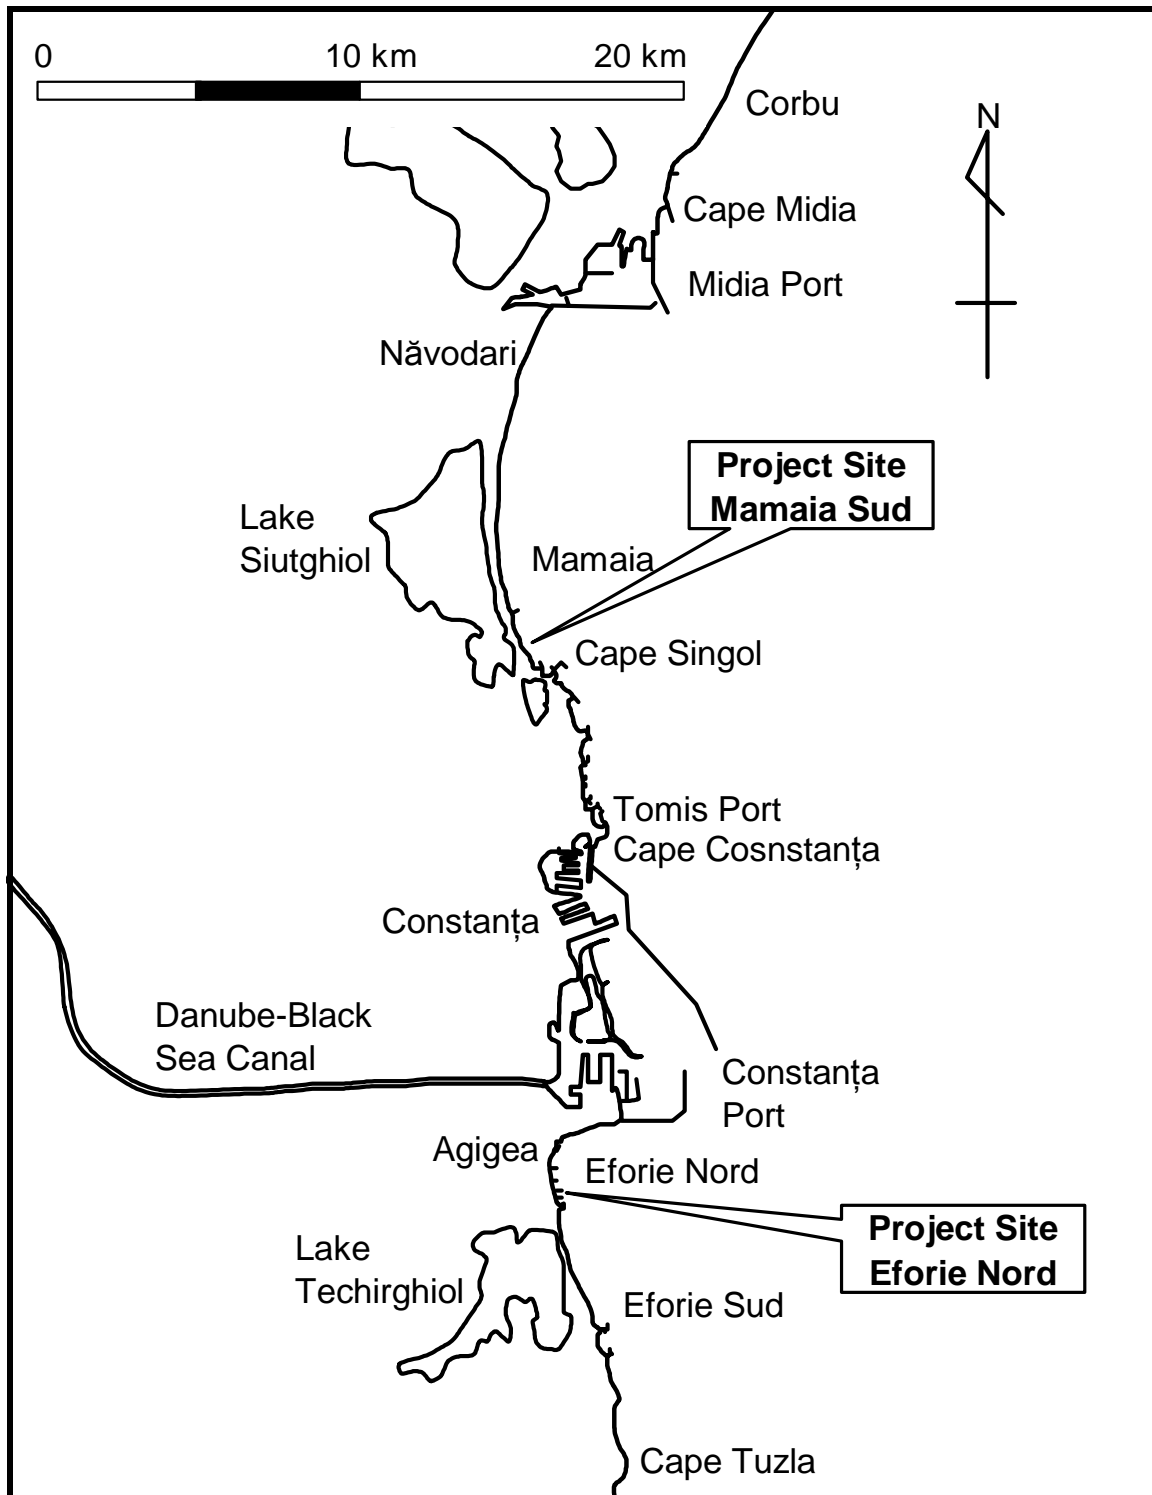 0 10 km 20 km
Corbu
N
Cape Midia
Midia Port
Năvodari
Project Site
Mamaia Sud
Lake
Siutghiol
Mamaia
Cape Singol
Tomis Port
Cape Cosnstanța
Constanța
Danube-Black
Sea Canal
Constanța
Port
Agigea
Eforie Nord
Project Site
Eforie Nord
Lake
Techirghiol
Eforie Sud
Cape Tuzla